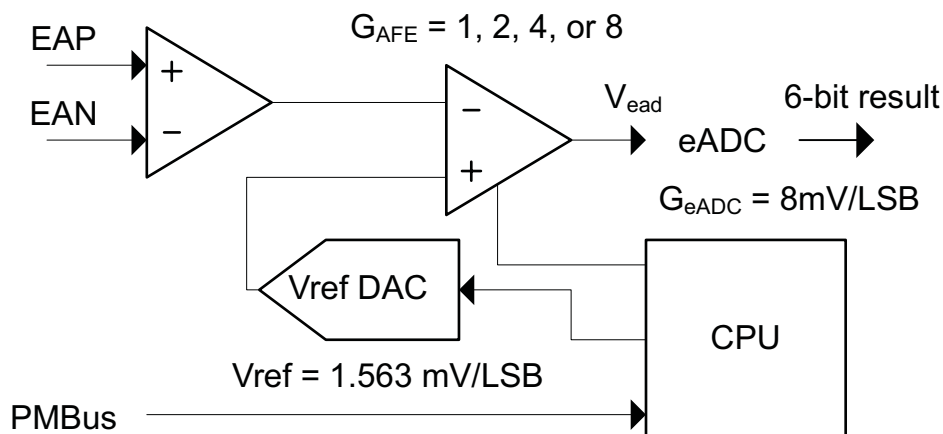 G_AFE = 1, 2, 4, or 8
EAP
+
EAN
−
−
+
V_ead
eADC
6-bit result
G_eADC = 8mV/LSB
Vref DAC
CPU
Vref = 1.563 mV/LSB
PMBus